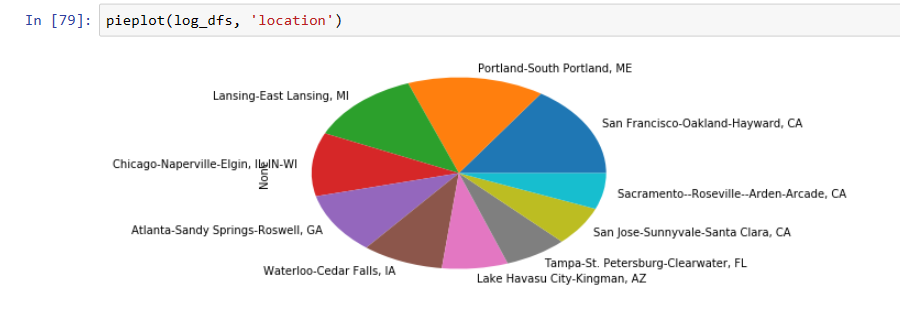 In [79]: pieplot(log_dfs, 'location')
Portland-South Portland, ME
Lansing-East Lansing, MI
San Francisco-Oakland-Hayward, CA
Chicago-Naperville-Elgin, IL-IN-WI
None
Sacramento--Roseville--Arden-Arcade, CA
Atlanta-Sandy Springs-Roswell, GA
San Jose-Sunnyvale-Santa Clara, CA
Waterloo-Cedar Falls, IA
Tampa-St. Petersburg-Clearwater, FL
Lake Havasu City-Kingman, AZ